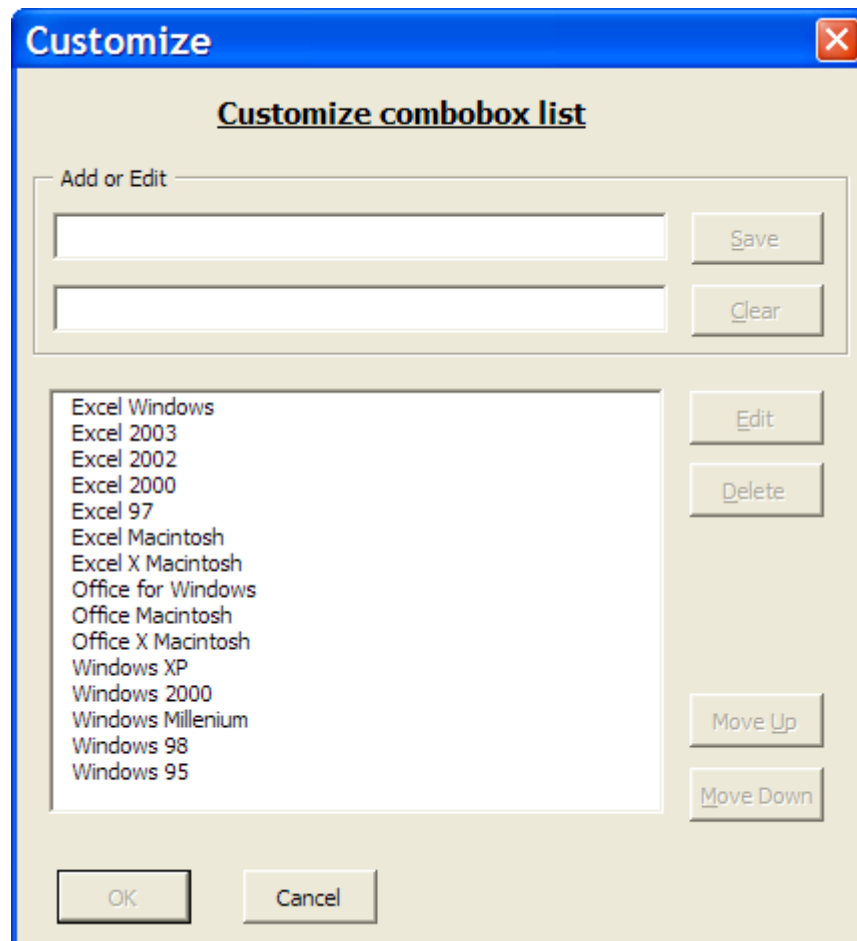 Customize
Customize combobox list
Add or Edit
Save
Clear
Excel Windows
Excel 2003
Excel 2002
Excel 2000
Excel 97
Excel Macintosh
Excel X Macintosh
Office for Windows
Office Macintosh
Office X Macintosh
Windows XP
Windows 2000
Windows Millenium
Windows 98
Windows 95
Edit
Delete
Move Up
Move Down
OK
Cancel